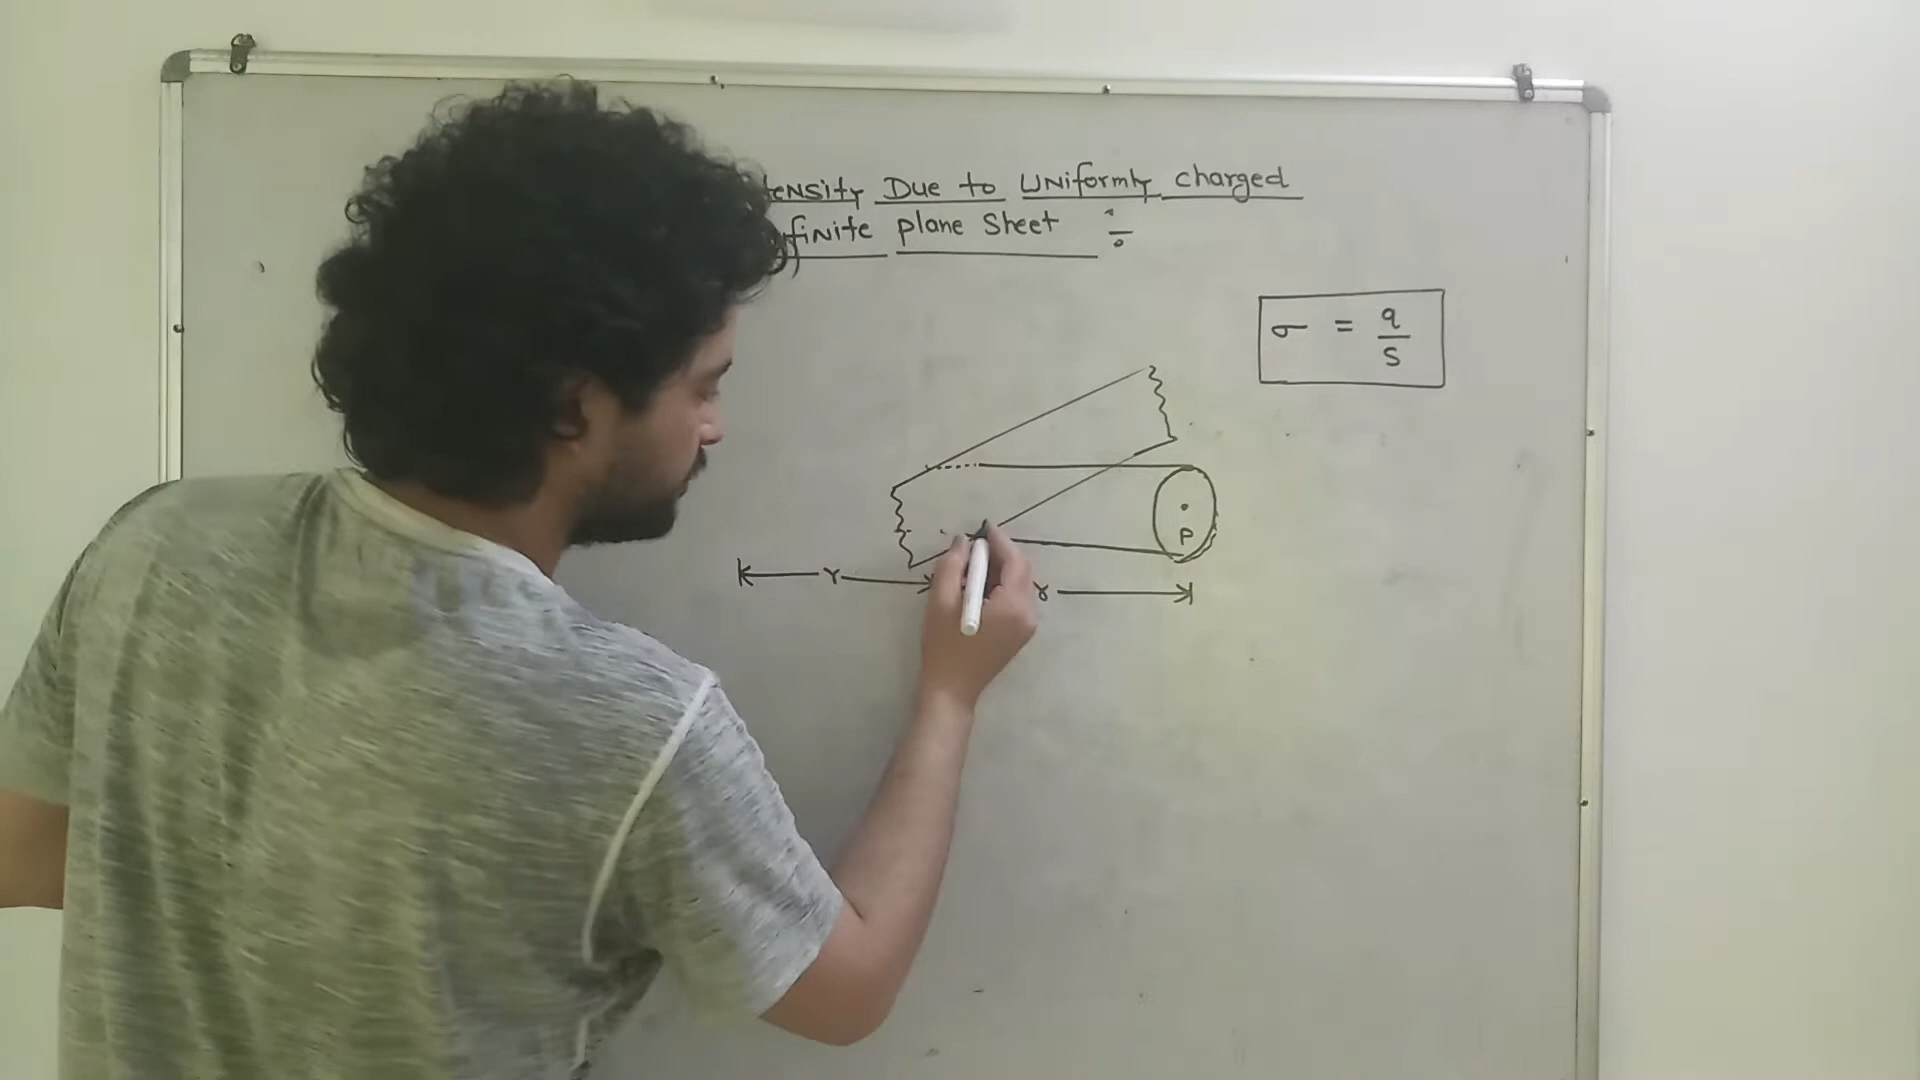 Due to Uniformly charged
plane Sheet ÷
σ = q
S
P
r
r